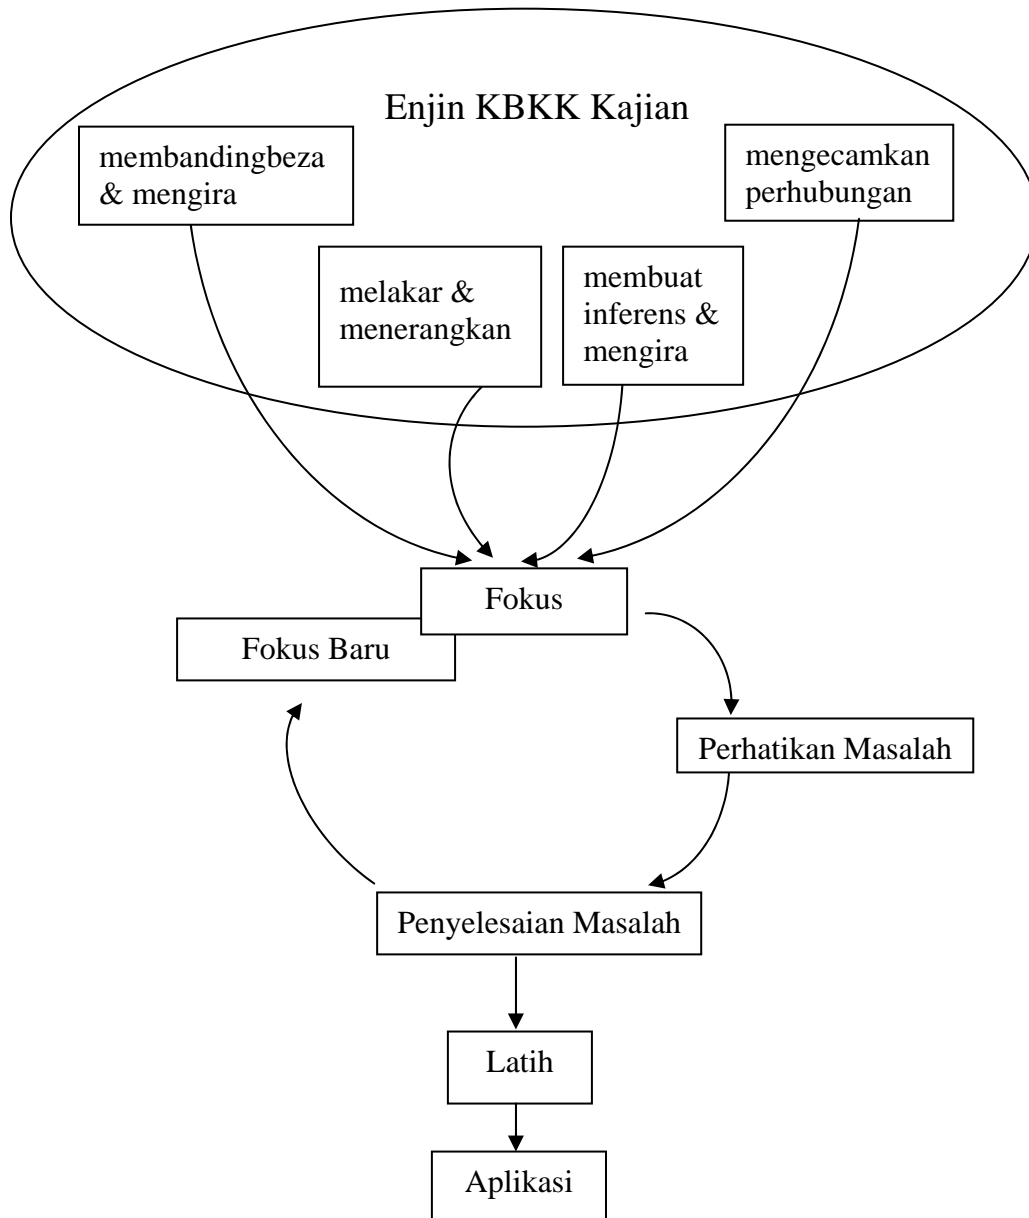 Enjin KBKK Kajian
membandingbeza
& mengira
mengecamkan
perhubungan
melakar &
menerangkan
membuat
inferens &
mengira
Fokus
Fokus Baru
Perhatikan Masalah
Penyelesaian Masalah
Latih
Aplikasi